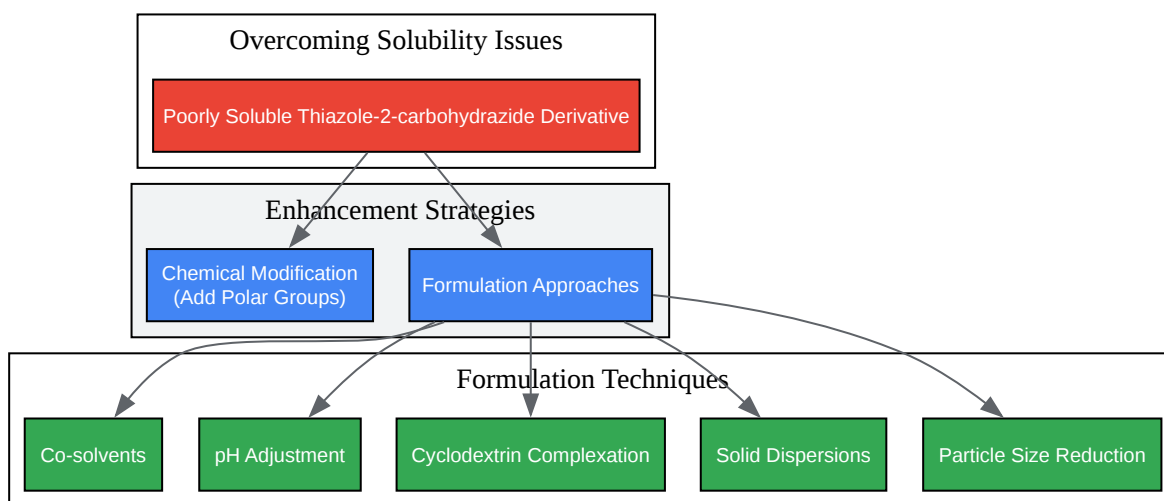 Overcoming Solubility Issues
Poorly Soluble Thiazole-2-carbohydrazide Derivative
Enhancement Strategies
Chemical Modification
(Add Polar Groups)
Formulation Approaches
Formulation Techniques
Co-solvents
pH Adjustment
Cyclodextrin Complexation
Solid Dispersions
Particle Size Reduction